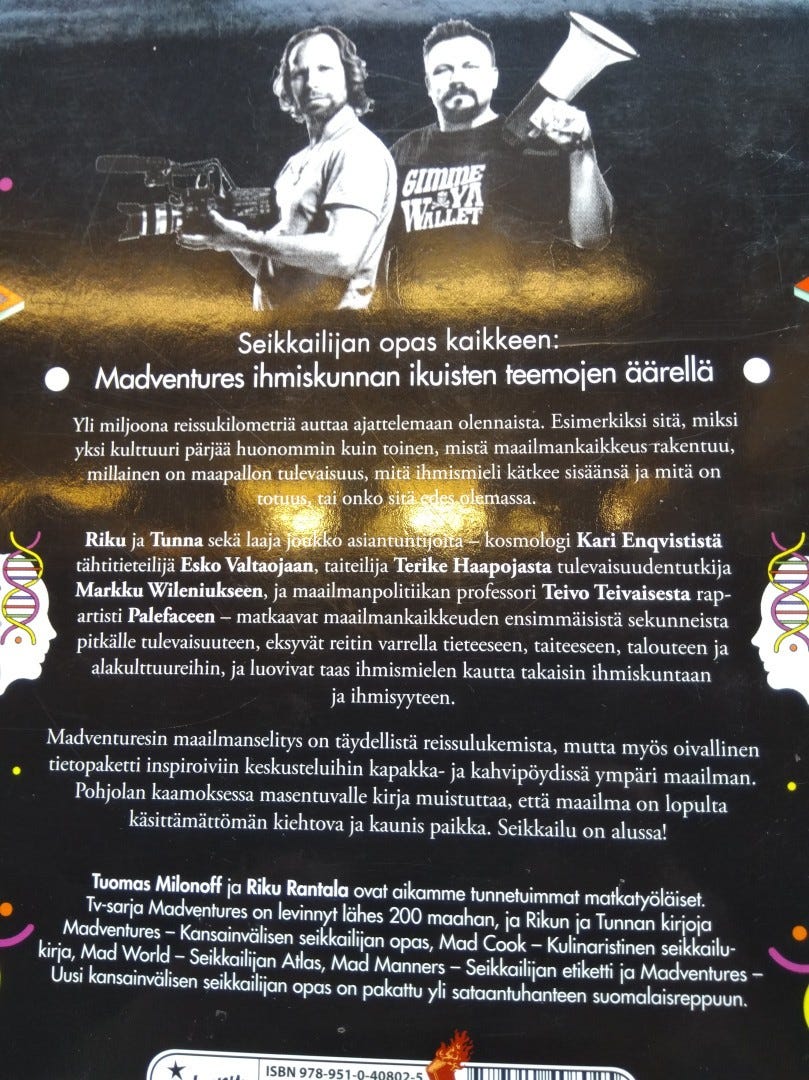 GIMME
YA
WALLET
Seikkailijan opas kaikkeen:
Madventures ihmiskunnan ikuisten teemojen äärellä
Yli miljoona reissukilometriä auttaa ajattelemaan olennaista. Esimerkiksi sitä, miksi
yksi kulttuuri pärjää huonommin kuin toinen, mistä maailmankaikkeus rakentuu,
millainen on maapallon tulevaisuus, mitä ihmismieli kätkee sisäänsä ja mitä on
totuus, tai onko sitä edes olemassa.
Riku ja Tunna sekä laaja joukko asiantuntijoita – kosmologi Kari Enqvististä
tähtitieteilijä Esko Valtaojaan, taiteilija Terike Haapojasta tulevaisuudentutkija
Markku Wileniukseen, ja maailmanpolitiikan professori Teivo Teivaisesta rap-
artisti Palefaceen – matkaavat maailmankaikkeuden ensimmäisistä sekunneista
pitkälle tulevaisuuteen, eksyvät reitin varrella tieteeseen, taiteeseen, talouteen ja
alakulttuureihin, ja luovivat taas ihmismielen kautta takaisin ihmiskuntaan
ja ihmisyyteen.
Madventuresin maailmanselitys on täydellistä reissulukemista, mutta myös oivallinen
tietopaketti inspiroiviin keskusteluihin kapakka- ja kahvipöydissä ympäri maailman.
Pohjolan kaamoksessa masentuvalle kirja muistuttaa, että maailma on lopulta
käsittämättömän kiehtova ja kaunis paikka. Seikkailu on alussa!
Tuomas Milonoff ja Riku Rantala ovat aikamme tunnetuimmat matkatyöläiset.
Tv-sarja Madventures on levinnyt lähes 200 maahan, ja Rikun ja Tunnan kirjoja
Madventures – Kansainvälisen seikkailijan opas, Mad Cook – Kulinaristinen seikkailu-
kirja, Mad World – Seikkailijan Atlas, Mad Manners – Seikkailijan etiketti ja Madventures –
Uusi kansainvälisen seikkailijan opas on pakattu yli sataantuhanteen suomalaisreppuun.
ISBN 978-951-0-40802-5